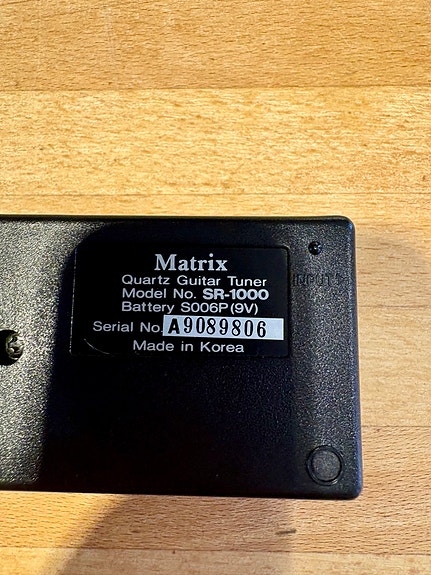 Matrix
Quartz Guitar Tuner
Model No. SR-1000
Battery S006P(9V)
Serial No. A9089806
Made in Korea
INPUT